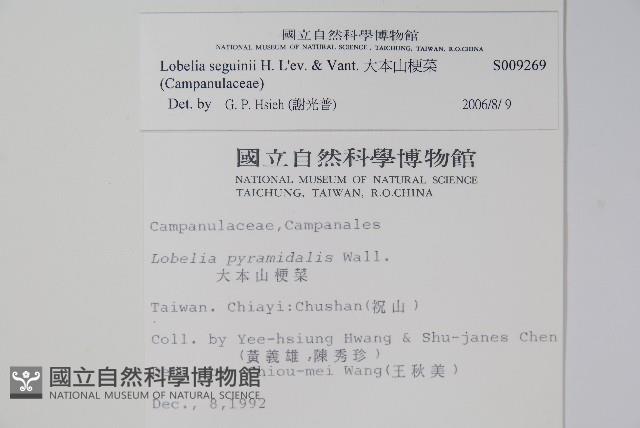 國立自然科學博物館
NATIONAL MUSEUM OF NATURAL SCIENCE , TAICHUNG, TAIWAN, R.O.CHINA
Lobelia seguinii H. L'ev. & Vant. 大本山梗菜 S009269
(Campanulaceae)
Det. by G. P. Hsieh (謝光普) 2006/8/ 9
國立自然科學博物館
NATIONAL MUSEUM OF NATURAL SCIENCE
TAICHUNG, TAIWAN, R.O.CHINA
Campanulaceae,Campanales
Lobelia pyramidalis Wall.
大本山梗菜
Taiwan. Chiayi:Chushan(祝山)
Coll. by Yee-hsiung Hwang & Shu-janes Chen
(黃義雄,陳秀珍)
hiou-mei Wang(王秋美)
Dec., 8,1992
國立自然科學博物館
NATIONAL MUSEUM OF NATURAL SCIENCE